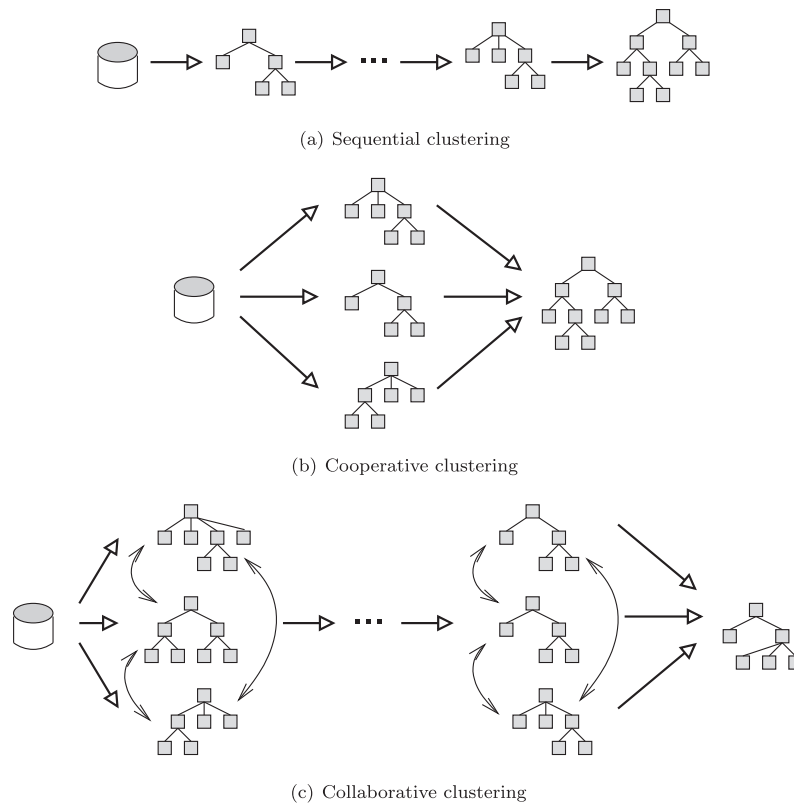 (a) Sequential clustering
(b) Cooperative clustering
(c) Collaborative clustering